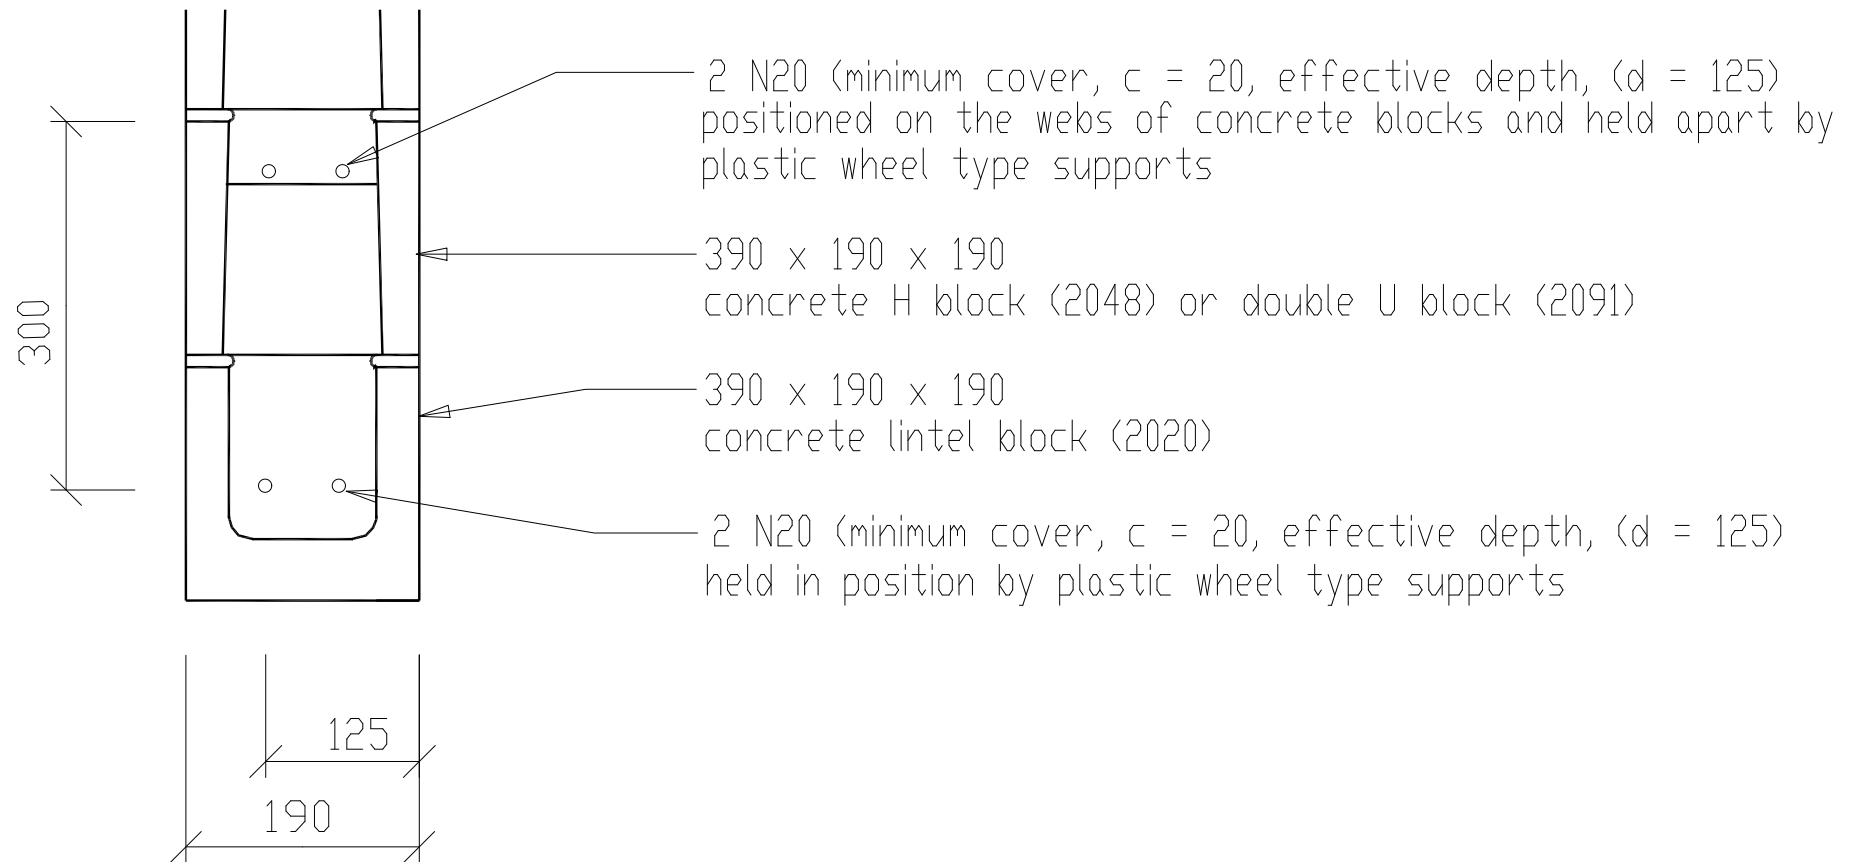 2 N20 (minimum cover, c = 20, effective depth, (d = 125)
positioned on the webs of concrete blocks and held apart by
plastic wheel type supports
390 x 190 x 190
concrete H block (2048) or double U block (2091)
300
390 x 190 x 190
concrete lintel block (2020)
2 N20 (minimum cover, c = 20, effective depth, (d = 125)
held in position by plastic wheel type supports
125
190